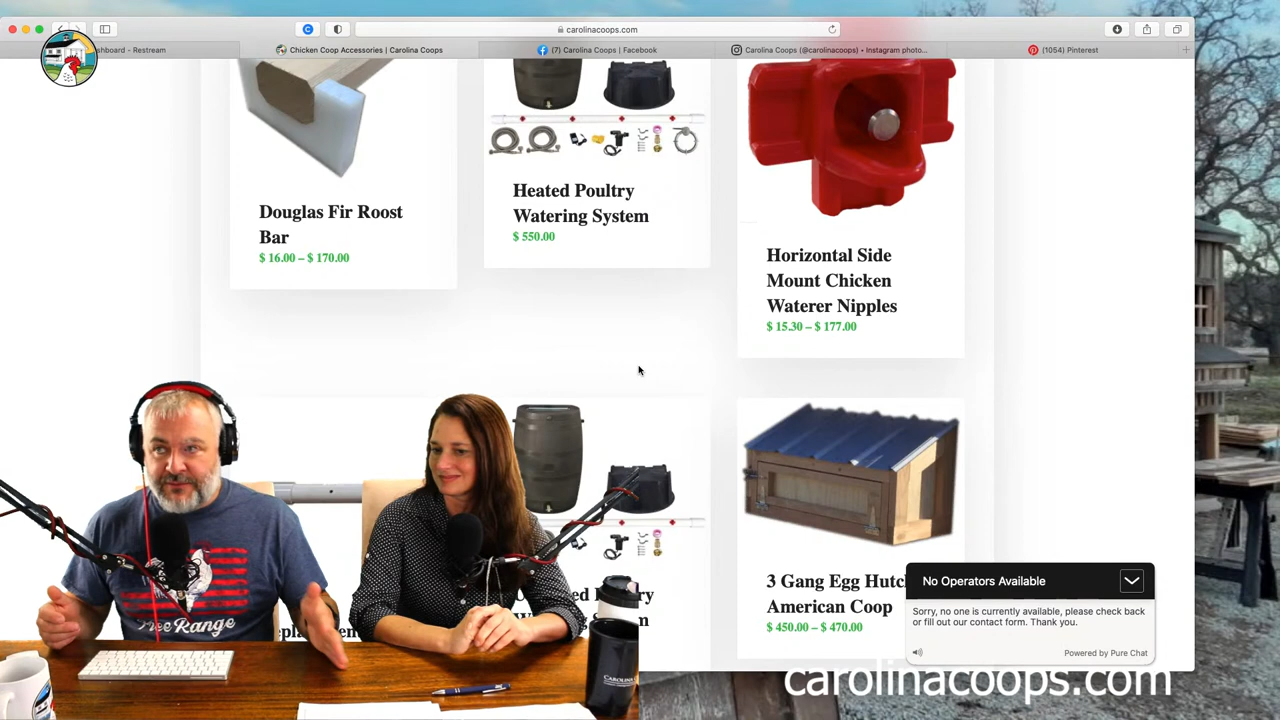 carolinacoops.com
shboard - Restream
Chicken Coop Accessories | Carolina Coops
(7) Carolina Coops | Facebook
Carolina Coops (@carolinacoops) • Instagram photo...
(1054) Pinterest
Douglas Fir Roost
Bar
$ 16.00 – $ 170.00
Heated Poultry
Watering System
$ 550.00
Horizontal Side
Mount Chicken
Waterer Nipples
$ 15.30 – $ 177.00
3 Gang Egg Hutc
American Coop
$ 450.00 – $ 470.00
No Operators Available
Sorry, no one is currently available, please check back
or fill out our contact form. Thank you.
Powered by Pure Chat
Free Range
carolinacoops.com